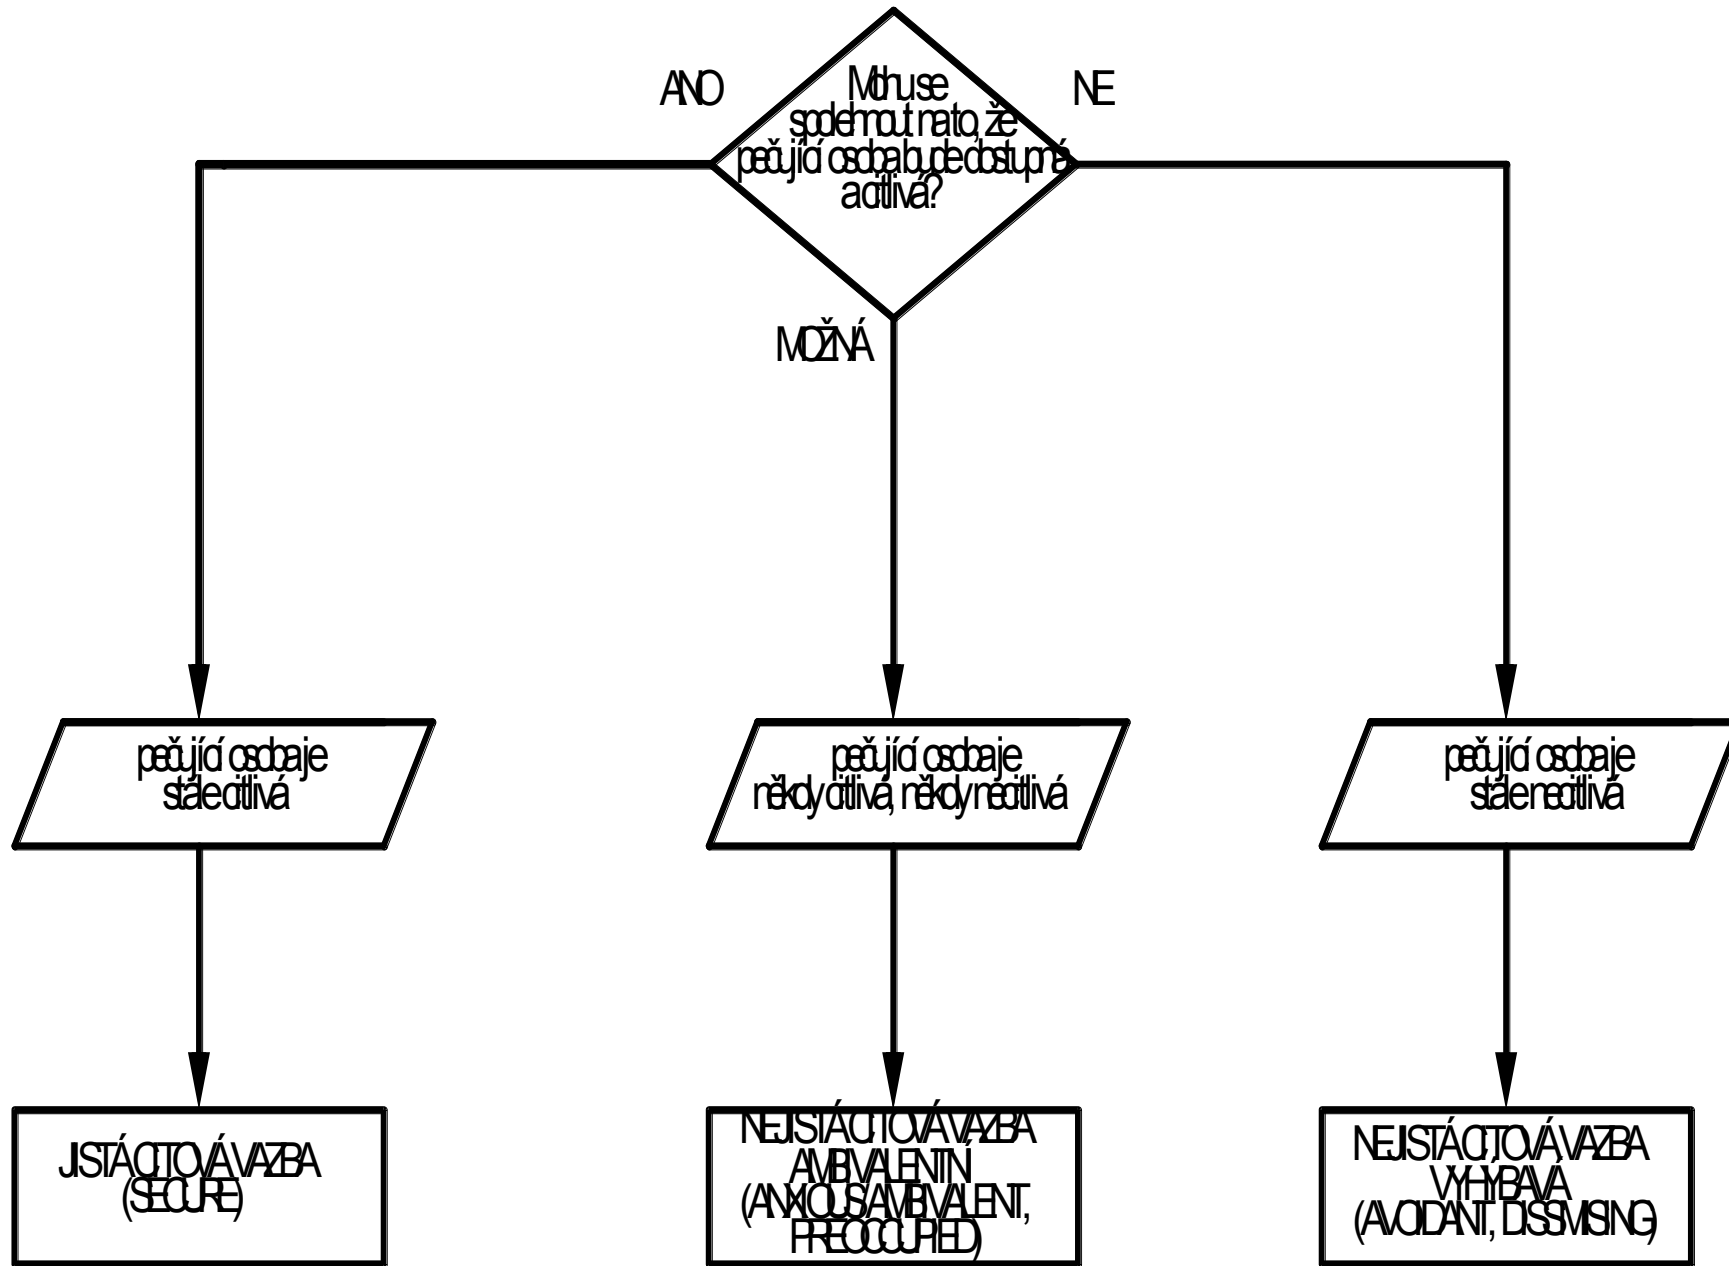 ANO
Mohu se
spolehnout na to, že
pečující osoba bude dostupná
a citlivá?
NE
MOŽNÁ
pečující osoba je
stále citlivá
pečující osoba je
někdy citlivá, někdy necitlivá
pečující osoba je
stále necitlivá
JISTÁ CITOVÁ VAZBA
(SECURE)
NEJISTÁ CITOVÁ VAZBA
AMBIVALENTNÍ
(ANXIOUS AMBIVALENT,
PREOCCUPIED)
NEJISTÁ CITOVÁ VAZBA
VYHÝBAVÁ
(AVOIDANT, DISSMISING)